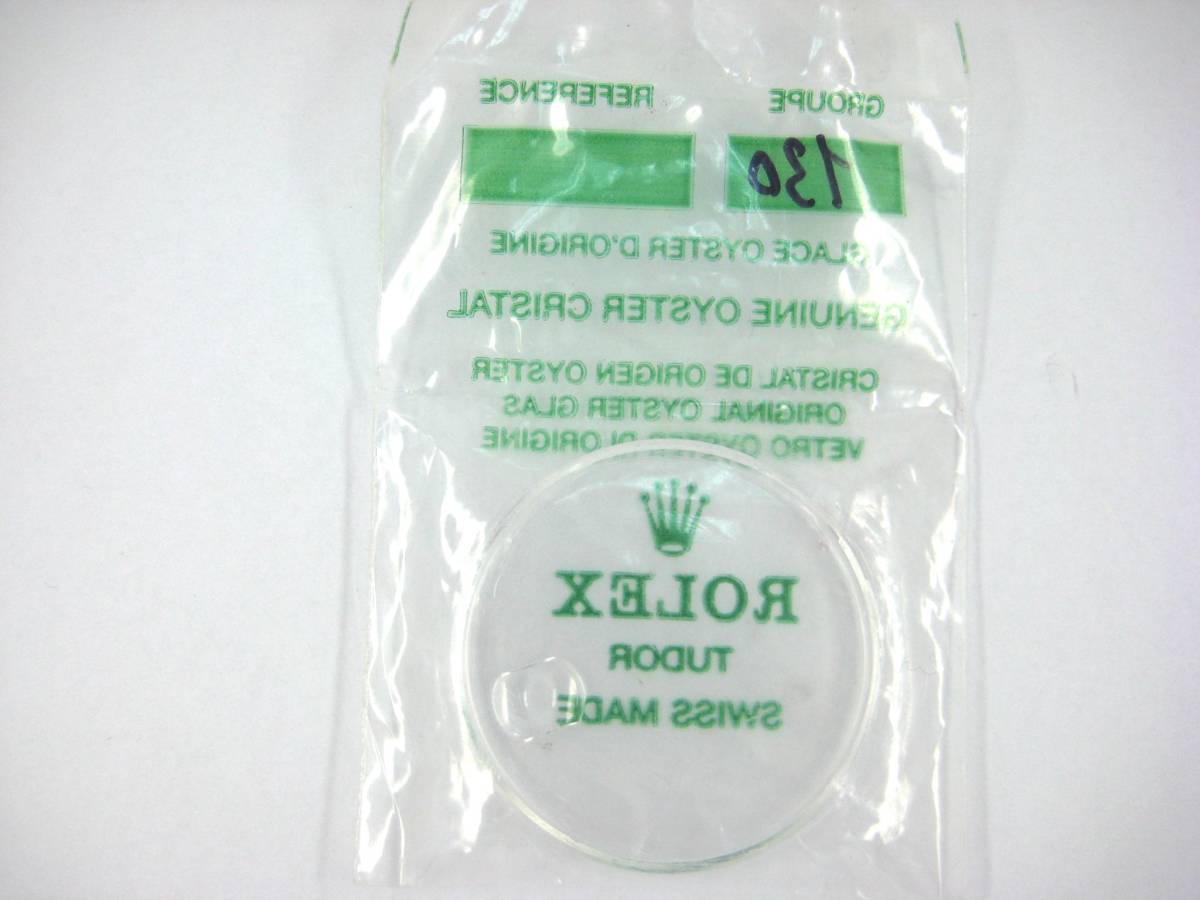 GROUPE REFERENCE
130
GLACE OYSTER D'ORIGINE
GENUINE OYSTER CRISTAL
CRISTAL DE ORIGEN OYSTER
ORIGINAL OYSTER GLAS
VETRO OYSTER DI ORIGINE
ROLEX
TUDOR
SWISS MADE